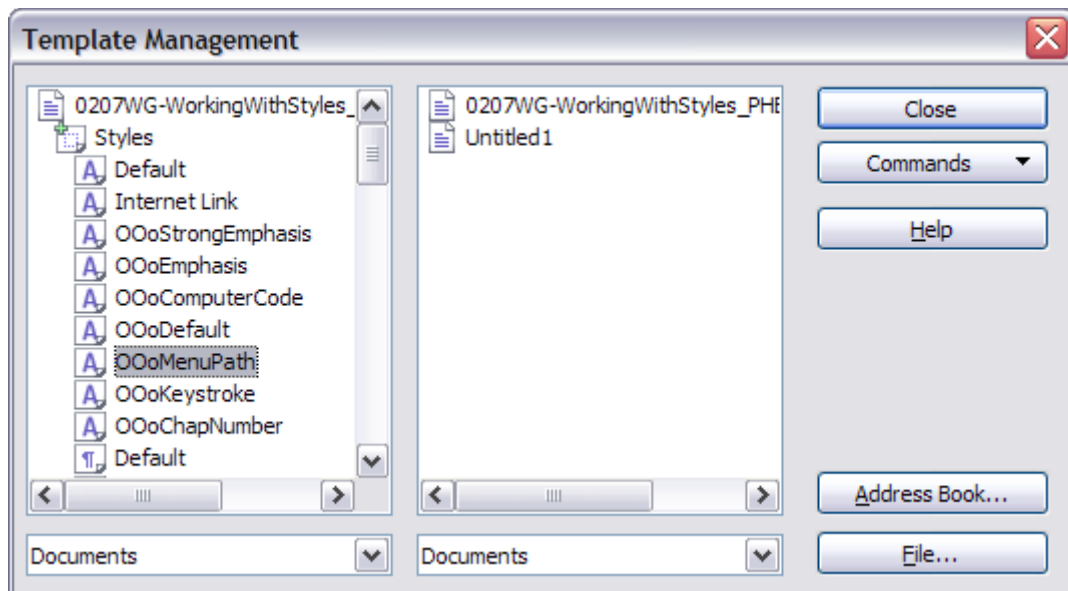 Template Management
0207WG-WorkingWithStyles_
Styles
Default
Internet Link
OOoStrongEmphasis
OOoEmphasis
OOoComputerCode
OOoDefault
OOoMenuPath
OOoKeystroke
OOoChapNumber
Default
Documents
0207WG-WorkingWithStyles_PHE
Untitled1
Documents
Close
Commands
Help
Address Book...
File...